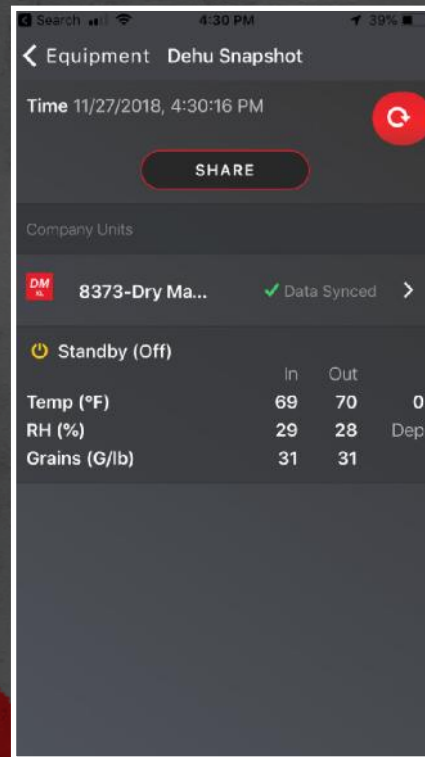 Search 4:30 PM 39%
Equipment Dehu Snapshot
Time 11/27/2018, 4:30:16 PM
SHARE
Company Units
DM XL 8373-Dry Ma... Data Synced
Standby (Off)
In Out
Temp (°F) 69 70 0
RH (%) 29 28 Dep
Grains (G/lb) 31 31